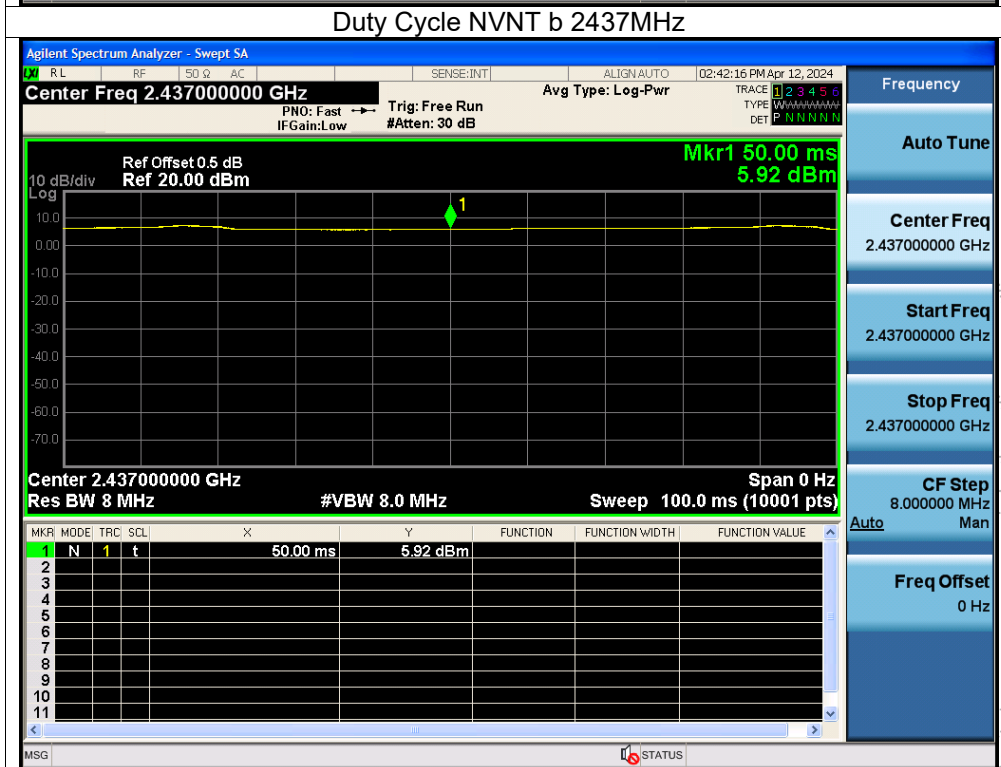 Duty Cycle NVNT b 2437MHz
Agilent Spectrum Analyzer - Swept SA
LXI RL RF 50 Ω AC SENSE:INT ALIGN AUTO 02:42:16 PM Apr 12, 2024
Center Freq 2.437000000 GHz Avg Type: Log-Pwr TRACE 1 2 3 4 5 6
PNO: Fast Trig: Free Run TYPE WWWWWW
IFGain:Low #Atten: 30 dB DET P N N N N N
Mkr1 50.00 ms
5.92 dBm
Ref Offset 0.5 dB
10 dB/div Ref 20.00 dBm
Log
1
10.0
0.00
-10.0
-20.0
-30.0
-40.0
-50.0
-60.0
-70.0
Center 2.437000000 GHz Span 0 Hz
Res BW 8 MHz #VBW 8.0 MHz Sweep 100.0 ms (10001 pts)
MKR MODE TRC SCL X Y FUNCTION FUNCTION WIDTH FUNCTION VALUE
1 N 1 t 50.00 ms 5.92 dBm
2
3
4
5
6
7
8
9
10
11
MSG STATUS
Frequency
Auto Tune
Center Freq
2.437000000 GHz
Start Freq
2.437000000 GHz
Stop Freq
2.437000000 GHz
CF Step
8.000000 MHz
Auto Man
Freq Offset
0 Hz